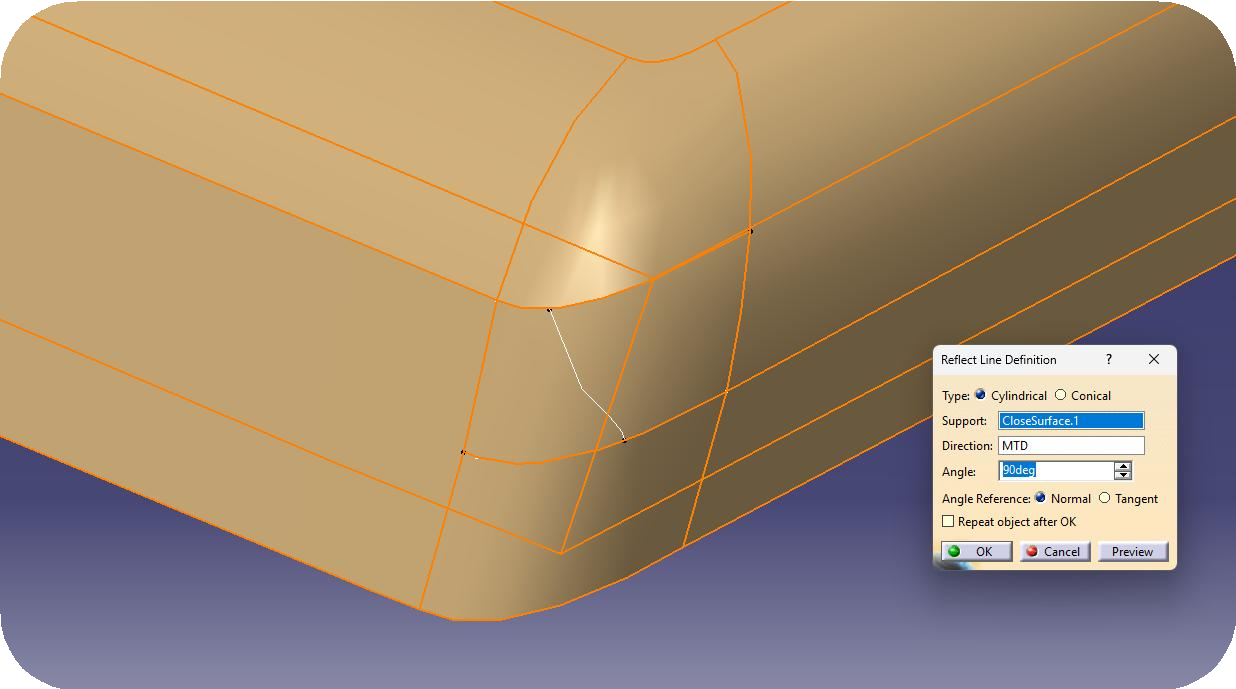 Reflect Line Definition ?
Type: Cylindrical Conical
Support: CloseSurface.1
Direction: MTD
Angle: 90deg
Angle Reference: Normal Tangent
Repeat object after OK
OK Cancel Preview